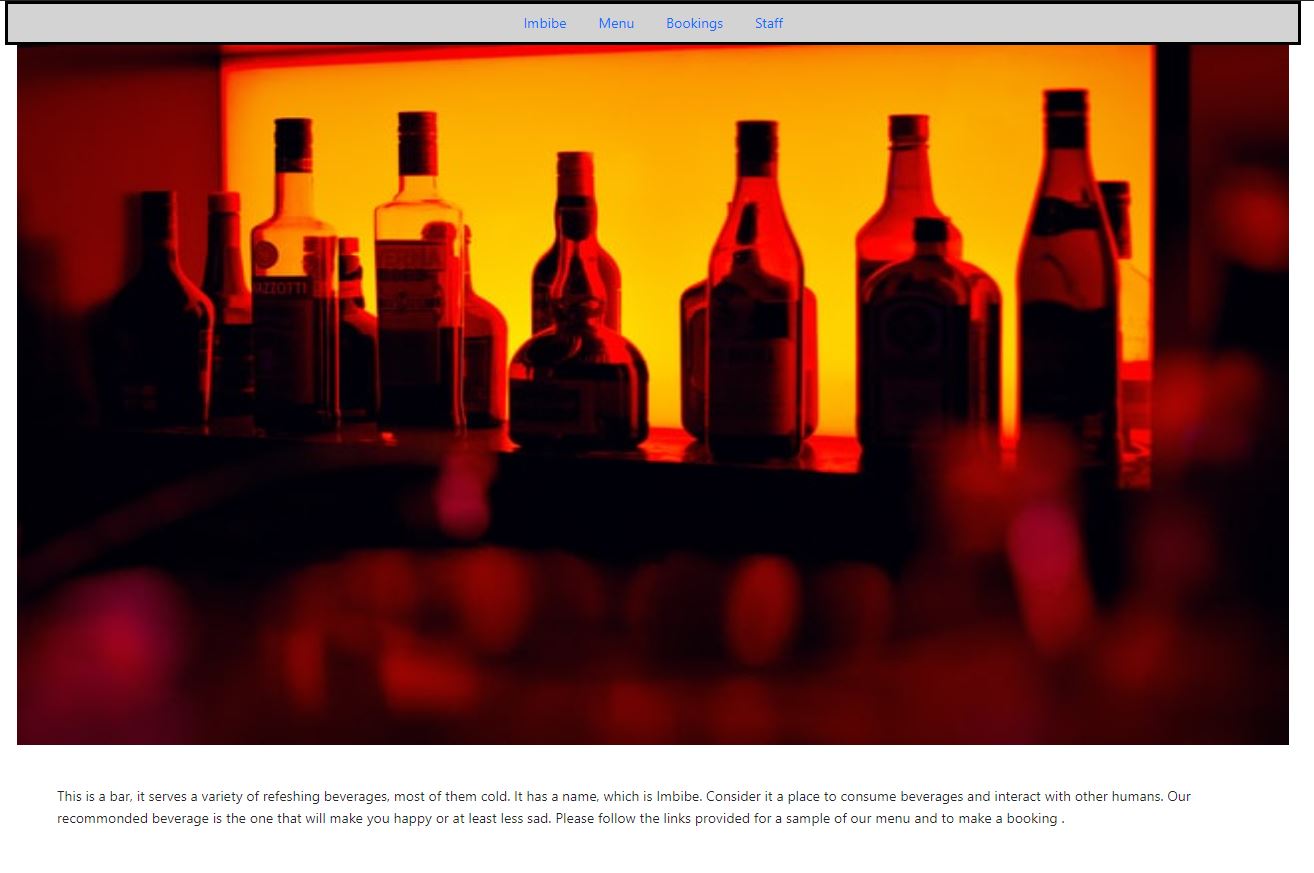 Imbibe Menu Bookings Staff
This is a bar, it serves a variety of refeshing beverages, most of them cold. It has a name, which is Imbibe. Consider it a place to consume beverages and interact with other humans. Our
recommonded beverage is the one that will make you happy or at least less sad. Please follow the links provided for a sample of our menu and to make a booking .